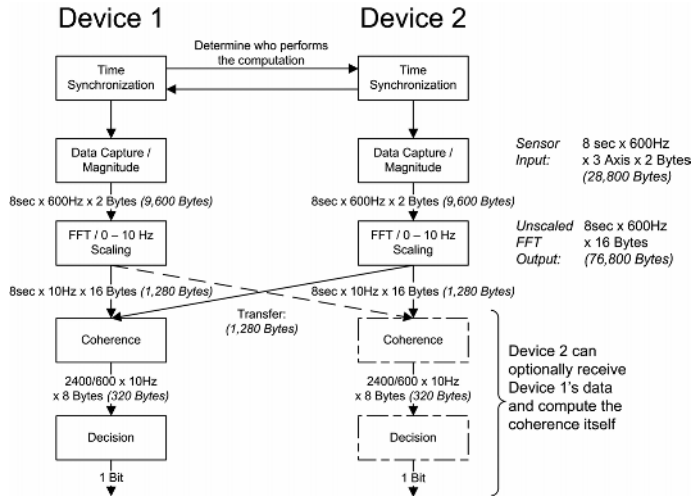 Device 1
Device 2
Determine who performs
the computation
Time
Synchronization
Time
Synchronization
Data Capture /
Magnitude
Data Capture /
Magnitude
Sensor 8 sec x 600Hz
Input: x 3 Axis x 2 Bytes
(28,800 Bytes)
8sec x 600Hz x 2 Bytes (9,600 Bytes)
8sec x 600Hz x 2 Bytes (9,600 Bytes)
FFT / 0 – 10 Hz
Scaling
FFT / 0 – 10 Hz
Scaling
Unscaled 8sec x 600Hz
FFT x 16 Bytes
Output: (76,800 Bytes)
8sec x 10Hz x 16 Bytes (1,280 Bytes)
8sec x 10Hz x 16 Bytes (1,280 Bytes)
Transfer:
(1,280 Bytes)
Coherence
Coherence
2400/600 x 10Hz
x 8 Bytes (320 Bytes)
2400/600 x 10Hz
x 8 Bytes (320 Bytes)
Device 2 can
optionally receive
Device 1's data
and compute the
coherence itself
Decision
Decision
1 Bit
1 Bit